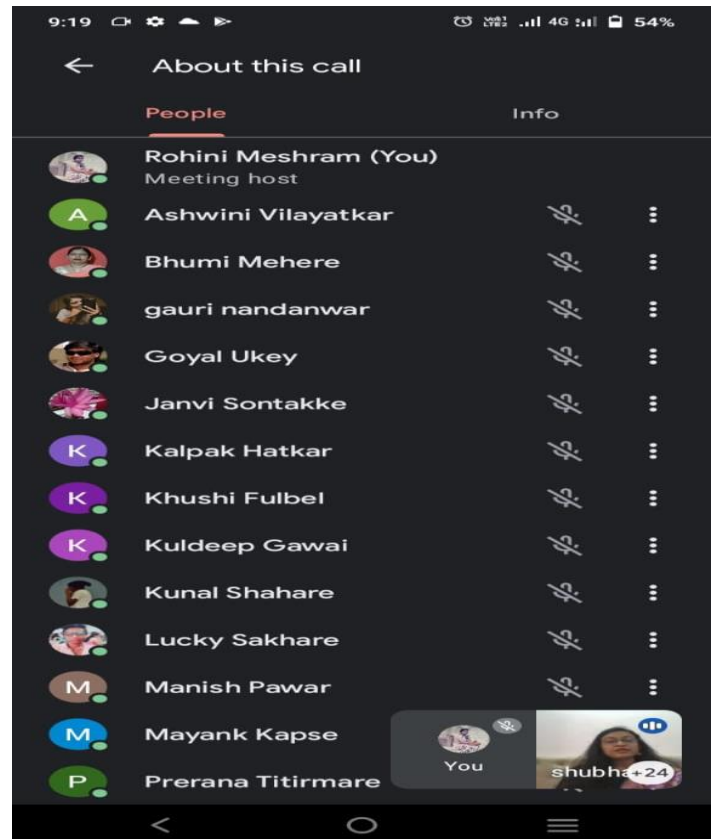 9:19 4G 54%
About this call
People Info
Rohini Meshram (You)
Meeting host
A Ashwini Vilayatkar
Bhumi Mehere
gauri nandanwar
Goyal Ukey
Janvi Sontakke
K Kalpak Hatkar
K Khushi Fulbel
K Kuldeep Gawai
Kunal Shahare
Lucky Sakhare
M Manish Pawar
M Mayank Kapse
P Prerana Titirmare
You shubha +24